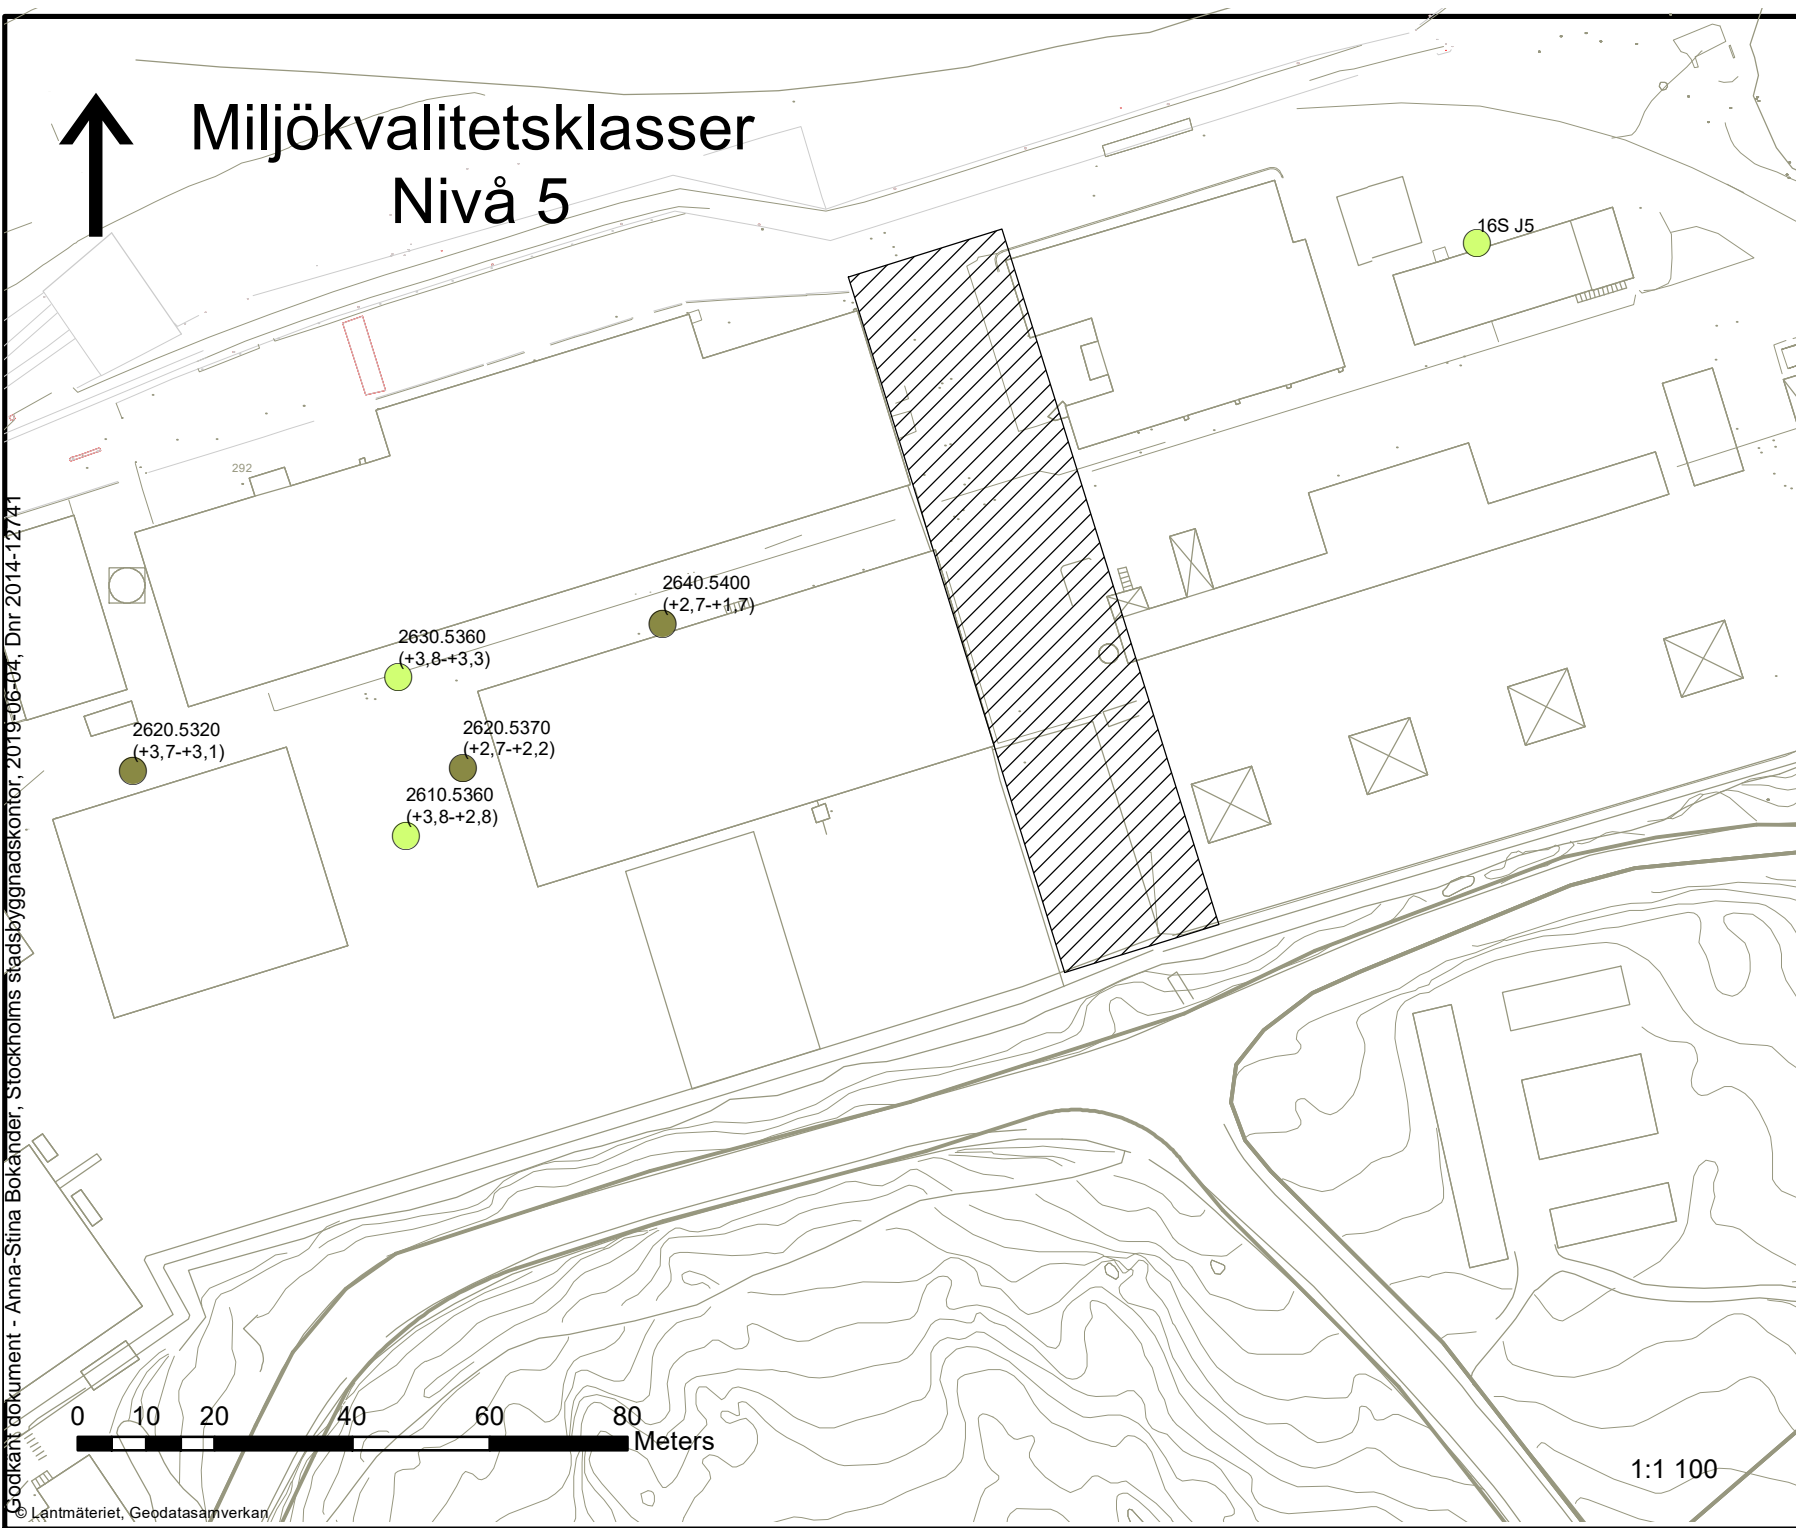 Miljökvalitetsklasser
Nivå 5
16S J5
292
2640.5400
(+2,7-+1,7)
2630.5360
(+3,8-+3,3)
2620.5320
(+3,7-+3,1)
2620.5370
(+2,7-+2,2)
2610.5360
(+3,8-+2,8)
Godkänt dokument - Anna-Stina Bokander, Stockholms stadsbyggnadskontor, 2019-06-04, Dnr 2014-12741
0 10 20 40 60 80
Meters
1:1 100
© Lantmäteriet, Geodatasamverkan